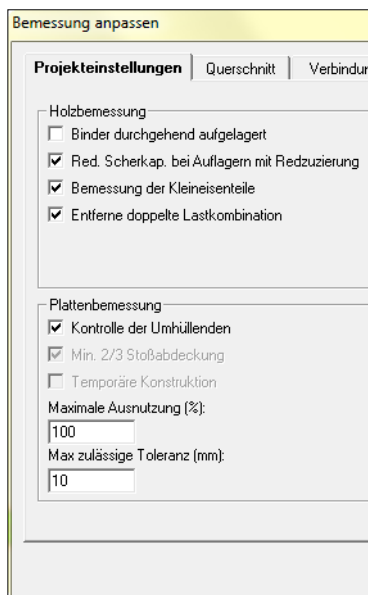 Bemessung anpassen
Projekteinstellungen Querschnitt
Holzbemessung
Binder durchgehend aufgelagert
Red. Scherkap. bei Auflagern mit Redzuzierung
Bemessung der Kleineisenteile
Entferne doppelte Lastkombination
Plattenbemessung
Kontrolle der Umhüllenden
Min. 2/3 Stoßabdeckung
Temporäre Konstruktion
Maximale Ausnutzung (%):
100
Max zulässige Toleranz (mm):
10